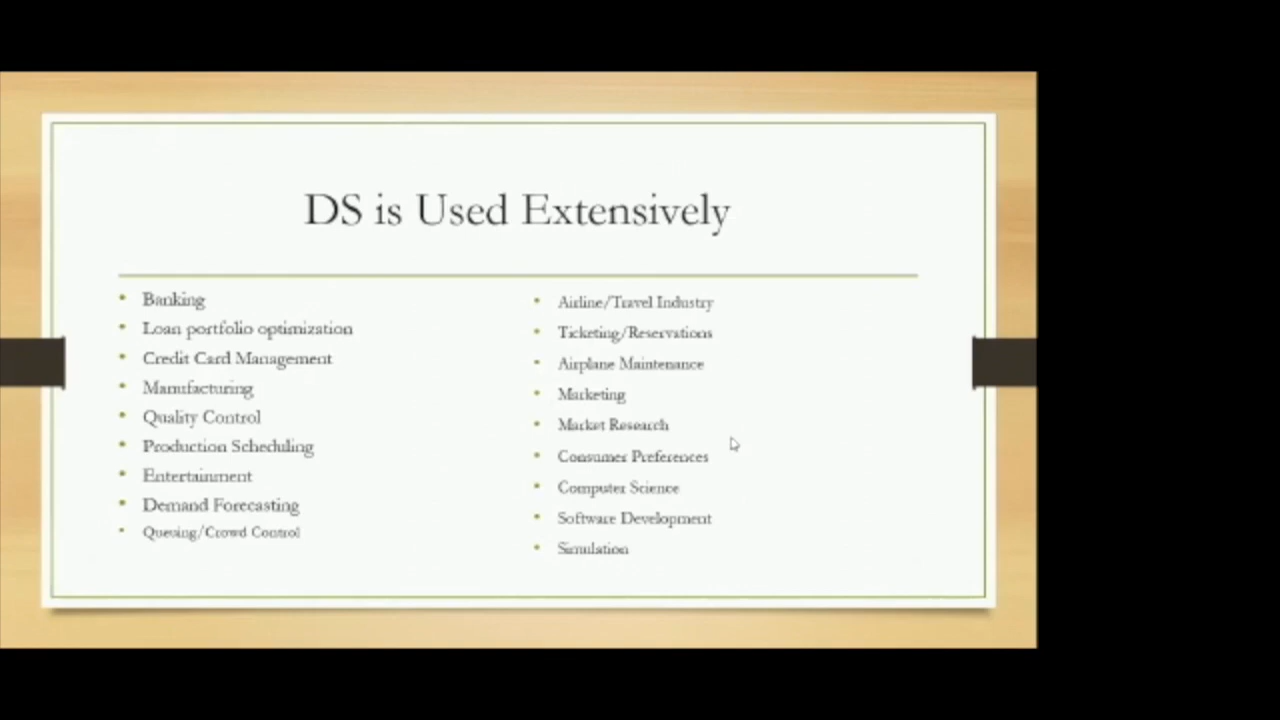 DS is Used Extensively
Banking
Loan portfolio optimization
Credit Card Management
Manufacturing
Quality Control
Production Scheduling
Entertainment
Demand Forecasting
Queuing/Crowd Control
Airline/Travel Industry
Ticketing/Reservations
Airplane Maintenance
Marketing
Market Research
Consumer Preferences
Computer Science
Software Development
Simulation